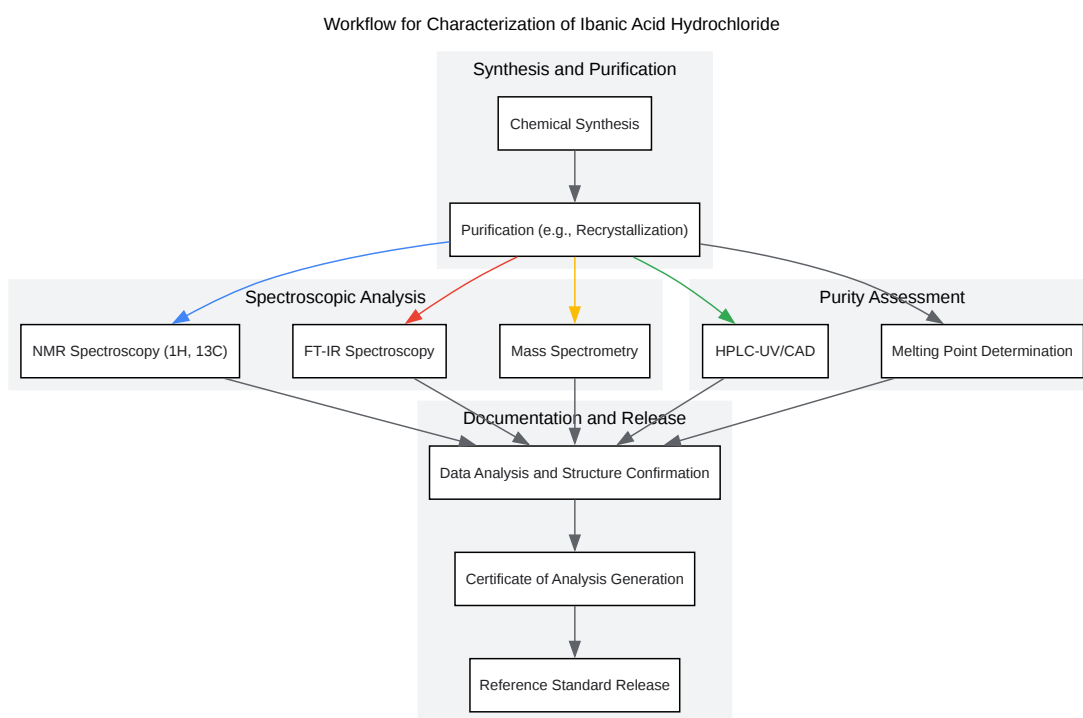 Workflow for Characterization of Ibanic Acid Hydrochloride
Synthesis and Purification
Chemical Synthesis
Purification (e.g., Recrystallization)
Spectroscopic Analysis
Purity Assessment
NMR Spectroscopy (1H, 13C)
FT-IR Spectroscopy
Mass Spectrometry
HPLC-UV/CAD
Melting Point Determination
Documentation and Release
Data Analysis and Structure Confirmation
Certificate of Analysis Generation
Reference Standard Release